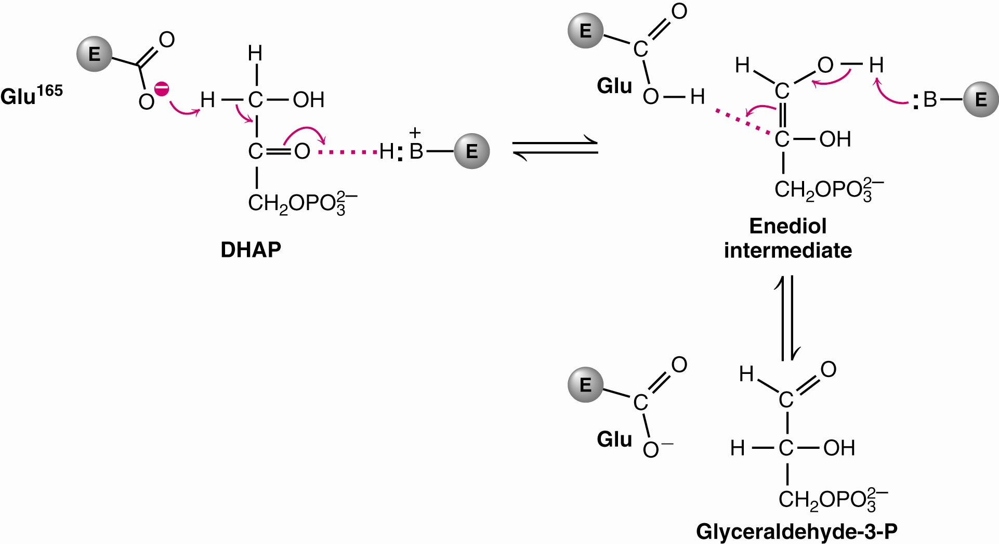 E
O
Glu¹⁶⁵
O
−
H
H—C—OH
C=O
H:B—E
+
CH₂OPO₃²⁻
DHAP
E
C
O
Glu
O—H
H
O—H
C
:B—E
C—OH
CH₂OPO₃²⁻
Enediol
intermediate
E
C
O
Glu
O⁻
H
O
C
H—C—OH
CH₂OPO₃²⁻
Glyceraldehyde-3-P